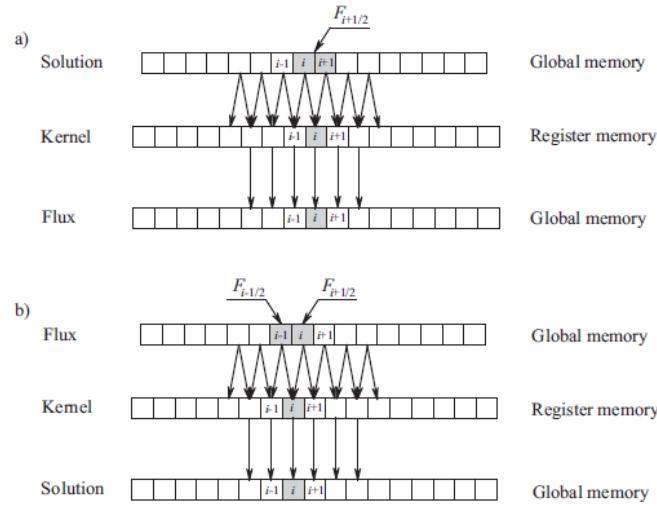 a)
F_{i+1/2}
Solution i-1 i i+1 Global memory
Kernel i-1 i i+1 Register memory
Flux i-1 i i+1 Global memory
b)
F_{i-1/2} F_{i+1/2}
Flux i-1 i i+1 Global memory
Kernel i-1 i i+1 Register memory
Solution i-1 i i+1 Global memory